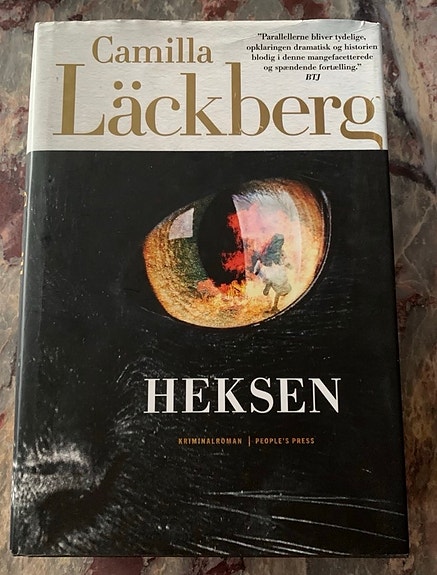 Camilla
Läckberg
"Parallellerne bliver tydelige,
opklaringen dramatisk og historien
blodig i denne mangefacetterede
og spændende fortælling."
BTJ
HEKSEN
KRIMINALROMAN | PEOPLE'S PRESS